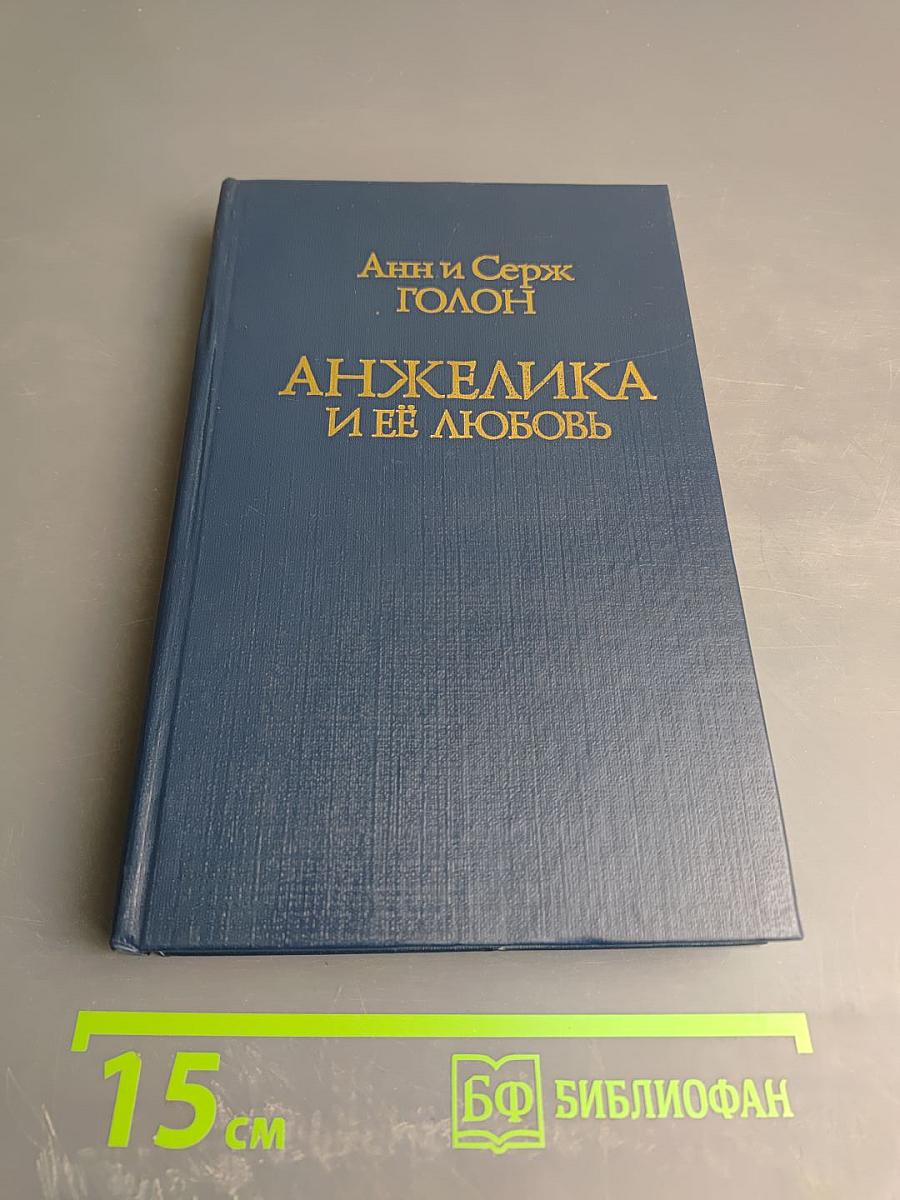 Анн и Серж
ГОЛОН
АНЖЕЛИКА
И ЕЁ ЛЮБОВЬ
15 см
БФ БИБЛИОФАН